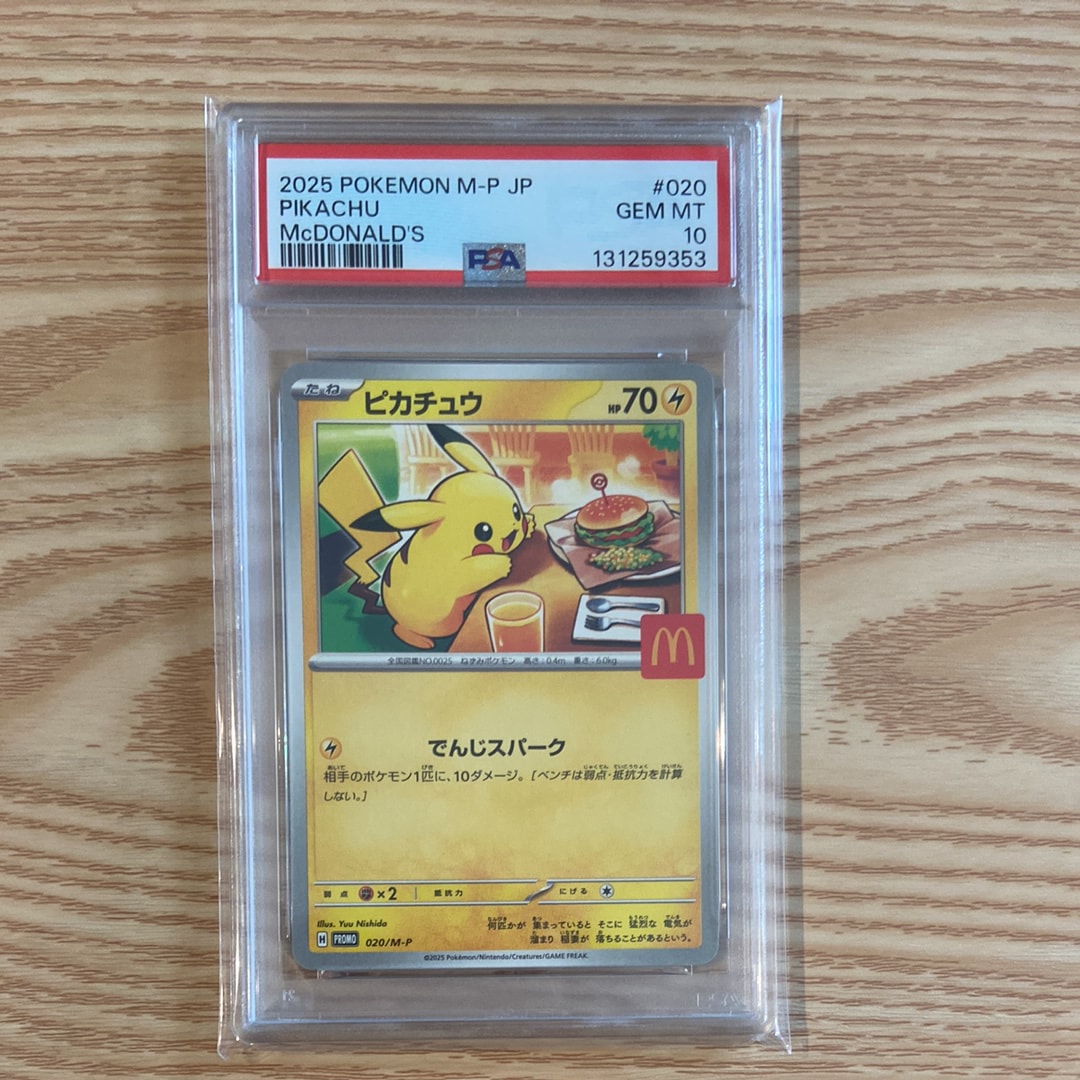 2025 POKEMON M-P JP #020
PIKACHU GEM MT
McDONALD'S 10
PSA 131259353
たね ピカチュウ HP70
全国図鑑NO.0025 ねずみポケモン 高さ:0.4m 重さ:6.0kg
でんじスパーク
相手のポケモン1匹に、10ダメージ。[ベンチは弱点・抵抗力を計算
しない。]
弱点 ×2 抵抗力 にげる
Illus. Yuu Nishida
何匹かが 集まっていると そこに 猛烈な 電気が
溜まり 稲妻が 落ちることがあるという。
H PROMO 020/M-P
©2025 Pokémon/Nintendo/Creatures/GAME FREAK.